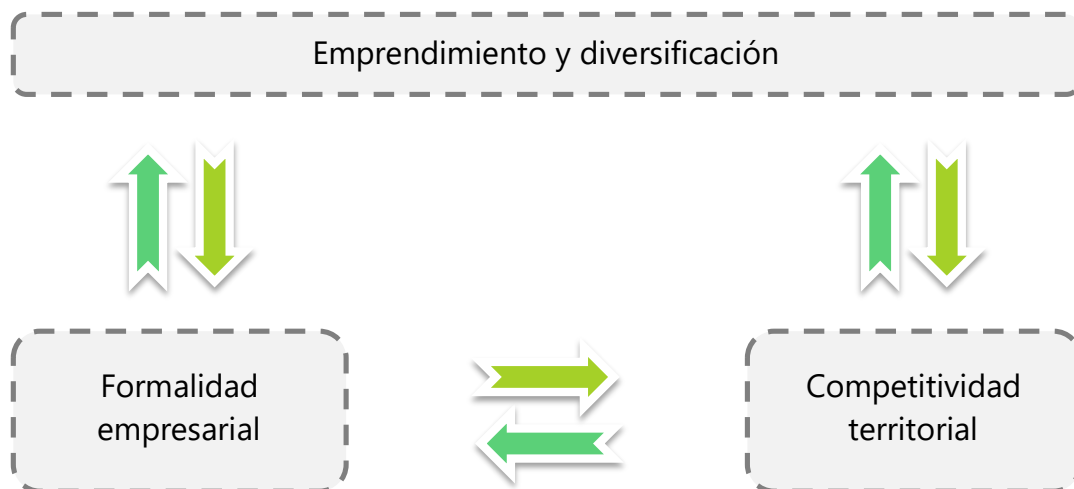 Emprendimiento y diversificación
Formalidad
empresarial
Competitividad
territorial